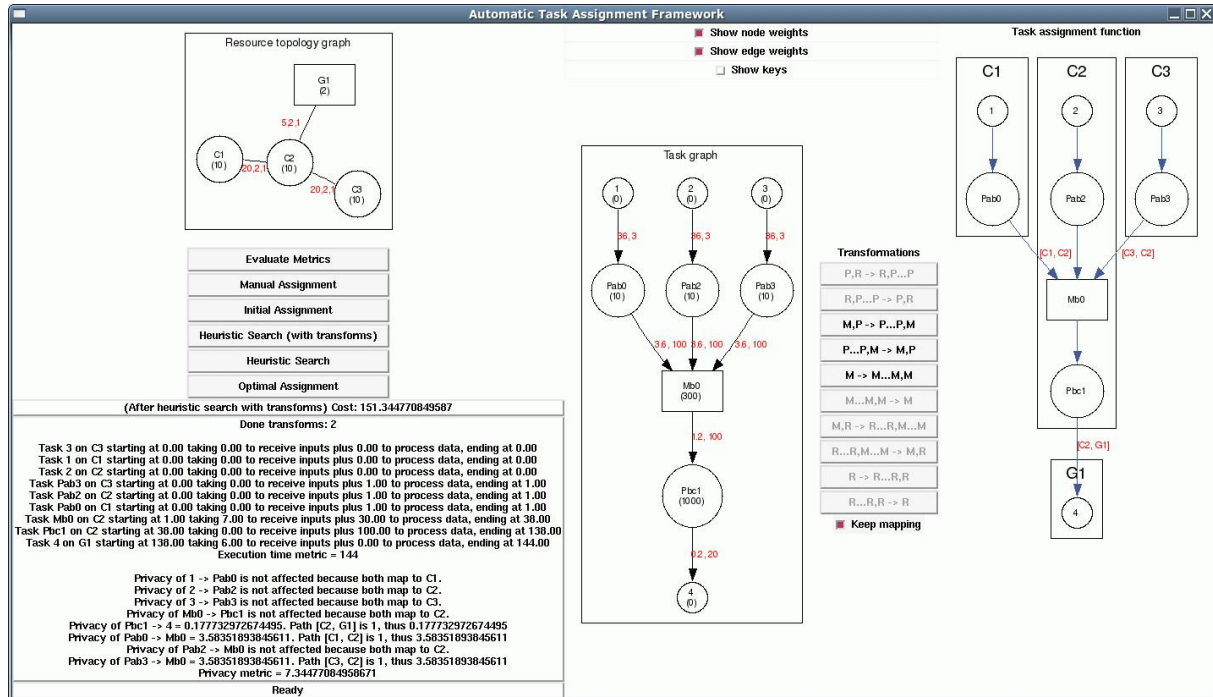 Automatic Task Assignment Framework
Resource topology graph
G1
(2)
5,2,1
C1
(10)
20,2,1
C2
(10)
20,2,1
C3
(10)
Evaluate Metrics
Manual Assignment
Initial Assignment
Heuristic Search (with transforms)
Heuristic Search
Optimal Assignment
(After heuristic search with transforms) Cost: 151.344770849587
Done transforms: 2
Task 3 on C3 starting at 0.00 taking 0.00 to receive inputs plus 0.00 to process data, ending at 0.00
Task 1 on C1 starting at 0.00 taking 0.00 to receive inputs plus 0.00 to process data, ending at 0.00
Task 2 on C2 starting at 0.00 taking 0.00 to receive inputs plus 0.00 to process data, ending at 0.00
Task Pab3 on C3 starting at 0.00 taking 0.00 to receive inputs plus 1.00 to process data, ending at 1.00
Task Pab2 on C2 starting at 0.00 taking 0.00 to receive inputs plus 1.00 to process data, ending at 1.00
Task Pab0 on C1 starting at 0.00 taking 0.00 to receive inputs plus 1.00 to process data, ending at 1.00
Task Mb0 on C2 starting at 1.00 taking 7.00 to receive inputs plus 30.00 to process data, ending at 38.00
Task Pbc1 on C2 starting at 38.00 taking 0.00 to receive inputs plus 100.00 to process data, ending at 138.00
Task 4 on G1 starting at 138.00 taking 6.00 to receive inputs plus 0.00 to process data, ending at 144.00
Execution time metric = 144
Privacy of 1 -> Pab0 is not affected because both map to C1.
Privacy of 2 -> Pab2 is not affected because both map to C2.
Privacy of 3 -> Pab3 is not affected because both map to C3.
Privacy of Mb0 -> Pbc1 is not affected because both map to C2.
Privacy of Pbc1 -> 4 = 0.177732972674495. Path [C2, G1] is 1, thus 0.177732972674495
Privacy of Pab0 -> Mb0 = 3.58351893845611. Path [C1, C2] is 1, thus 3.58351893845611
Privacy of Pab2 -> Mb0 is not affected because both map to C2.
Privacy of Pab3 -> Mb0 = 3.58351893845611. Path [C3, C2] is 1, thus 3.58351893845611
Privacy metric = 7.34477084958671
Ready
Show node weights
Show edge weights
Show keys
Task graph
1
(0)
2
(0)
3
(0)
36, 3
36, 3
36, 3
Pab0
(10)
Pab2
(10)
Pab3
(10)
3.6, 100
3.6, 100
3.6, 100
Mb0
(300)
1.2, 100
Pbc1
(1000)
0.2, 20
4
(0)
Transformations
P,R -> R,P...P
R,P...P -> P,R
M,P -> P...P,M
P...P,M -> M,P
M -> M...M,M
M...M,M -> M
M,R -> R...R,M...M
R...R,M...M -> M,R
R -> R...R,R
R...R,R -> R
Keep mapping
Task assignment function
C1
C2
C3
1
2
3
Pab0
Pab2
Pab3
[C1, C2]
[C3, C2]
Mb0
Pbc1
[C2, G1]
G1
4